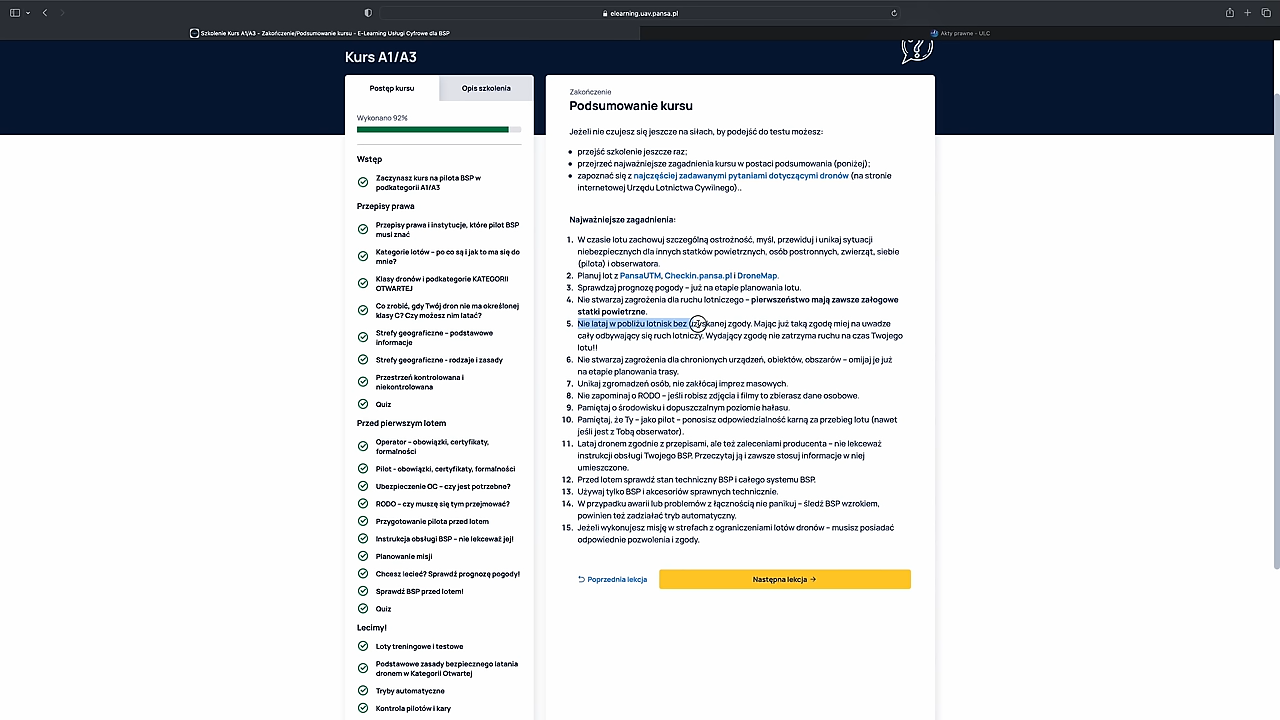 elearning.uav.pansa.pl
Szkolenie Kurs A1/A3 – Zakończenie/Podsumowanie kursu – E-Learning Usługi Cyfrowe dla BSP
Akty prawne – ULC
Kurs A1/A3
Postęp kursu
Opis szkolenia
Wykonano 92%
Wstęp
Zaczynasz kurs na pilota BSP w
podkategorii A1/A3
Przepisy prawa
Przepisy prawa i instytucje, które pilot BSP
musi znać
Kategorie lotów – po co są i jak to ma się do
mnie?
Klasy dronów i podkategorie KATEGORII
OTWARTEJ
Co zrobić, gdy Twój dron nie ma określonej
klasy C? Czy możesz nim latać?
Strefy geograficzne – podstawowe
informacje
Strefy geograficzne - rodzaje i zasady
Przestrzeń kontrolowana i
niekontrolowana
Quiz
Przed pierwszym lotem
Operator – obowiązki, certyfikaty,
formalności
Pilot - obowiązki, certyfikaty, formalności
Ubezpieczenie OC – czy jest potrzebne?
RODO – czy muszę się tym przejmować?
Przygotowanie pilota przed lotem
Instrukcja obsługi BSP – nie lekceważ jej!
Planowanie misji
Chcesz lecieć? Sprawdź prognozę pogody!
Sprawdź BSP przed lotem!
Quiz
Lecimy!
Loty treningowe i testowe
Podstawowe zasady bezpiecznego latania
dronem w Kategorii Otwartej
Tryby automatyczne
Kontrola pilotów i kary
Zakończenie
Podsumowanie kursu
Jeżeli nie czujesz się jeszcze na siłach, by podejść do testu możesz:
• przejść szkolenie jeszcze raz;
• przejrzeć najważniejsze zagadnienia kursu w postaci podsumowania (poniżej);
• zapoznać się z najczęściej zadawanymi pytaniami dotyczącymi dronów (na stronie
internetowej Urzędu Lotnictwa Cywilnego)..
Najważniejsze zagadnienia:
1. W czasie lotu zachowuj szczególną ostrożność, myśl, przewiduj i unikaj sytuacji
niebezpiecznych dla innych statków powietrznych, osób postronnych, zwierząt, siebie
(pilota) i obserwatora.
2. Planuj lot z PansaUTM, Checkin.pansa.pl i DroneMap.
3. Sprawdzaj prognozę pogody – już na etapie planowania lotu.
4. Nie stwarzaj zagrożenia dla ruchu lotniczego – pierwszeństwo mają zawsze załogowe
statki powietrzne.
5. Nie lataj w pobliżu lotnisk bez uzyskanej zgody. Mając już taką zgodę miej na uwadze
cały odbywający się ruch lotniczy. Wydający zgodę nie zatrzyma ruchu na czas Twojego
lotu!!
6. Nie stwarzaj zagrożenia dla chronionych urządzeń, obiektów, obszarów – omijaj je już
na etapie planowania trasy.
7. Unikaj zgromadzeń osób, nie zakłócaj imprez masowych.
8. Nie zapominaj o RODO – jeśli robisz zdjęcia i filmy to zbierasz dane osobowe.
9. Pamiętaj o środowisku i dopuszczalnym poziomie hałasu.
10. Pamiętaj, że Ty – jako pilot – ponosisz odpowiedzialność karną za przebieg lotu (nawet
jeśli jest z Tobą obserwator).
11. Lataj dronem zgodnie z przepisami, ale też zaleceniami producenta – nie lekceważ
instrukcji obsługi Twojego BSP. Przeczytaj ją i zawsze stosuj informacje w niej
umieszczone.
12. Przed lotem sprawdź stan techniczny BSP i całego systemu BSP.
13. Używaj tylko BSP i akcesoriów sprawnych technicznie.
14. W przypadku awarii lub problemów z łącznością nie panikuj – śledź BSP wzrokiem,
powinien też zadziałać tryb automatyczny.
15. Jeżeli wykonujesz misję w strefach z ograniczeniami lotów dronów – musisz posiadać
odpowiednie pozwolenia i zgody.
Poprzednia lekcja
Następna lekcja →